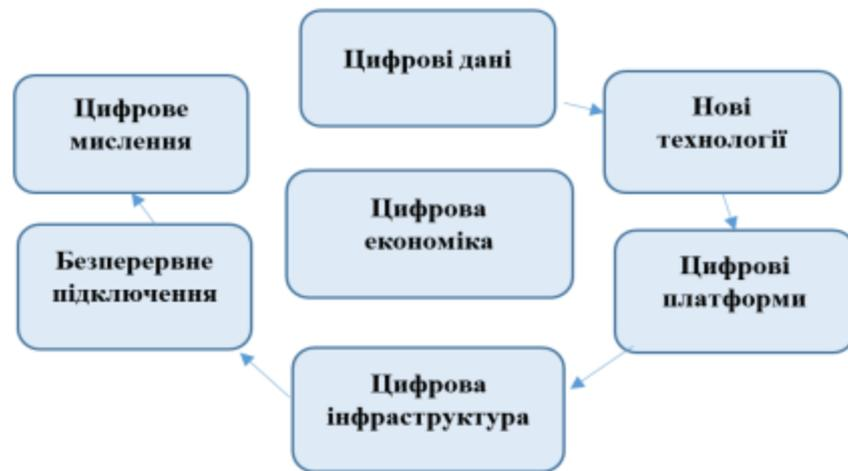 Цифрові дані
Цифрове
мислення
Нові
технології
Цифрова
економіка
Безперервне
підключення
Цифрові
платформи
Цифрова
інфраструктура